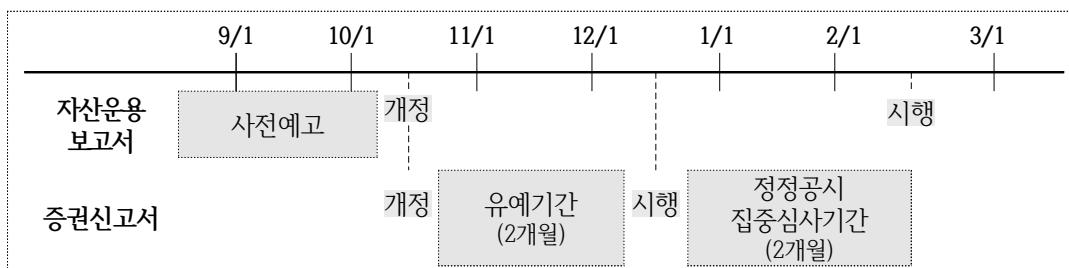 9/1 10/1 11/1 12/1 1/1 2/1 3/1
자산운용
보고서
사전예고
개정
시행
증권신고서
개정
유예기간
(2개월)
시행
정정공시
집중심사기간
(2개월)